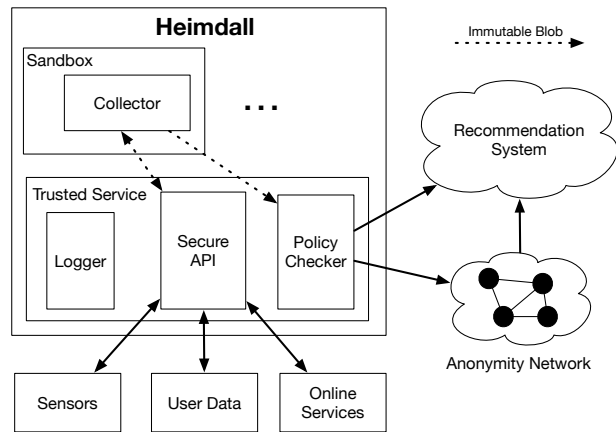 Heimdall
Immutable Blob
Sandbox
Collector
...
Recommendation
System
Trusted Service
Logger
Secure
API
Policy
Checker
Anonymity Network
Sensors
User Data
Online
Services